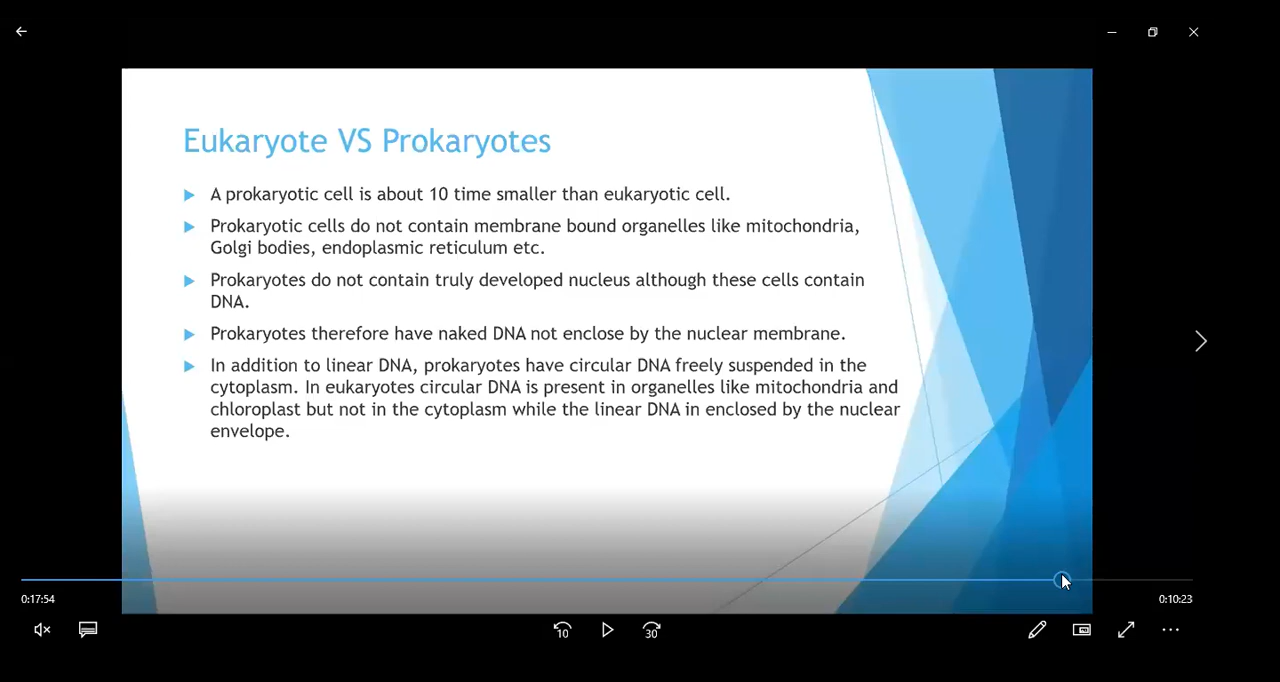 Eukaryote VS Prokaryotes
A prokaryotic cell is about 10 time smaller than eukaryotic cell.
Prokaryotic cells do not contain membrane bound organelles like mitochondria,
Golgi bodies, endoplasmic reticulum etc.
Prokaryotes do not contain truly developed nucleus although these cells contain
DNA.
Prokaryotes therefore have naked DNA not enclose by the nuclear membrane.
In addition to linear DNA, prokaryotes have circular DNA freely suspended in the
cytoplasm. In eukaryotes circular DNA is present in organelles like mitochondria and
chloroplast but not in the cytoplasm while the linear DNA in enclosed by the nuclear
envelope.
0:17:54
0:10:23
10
30